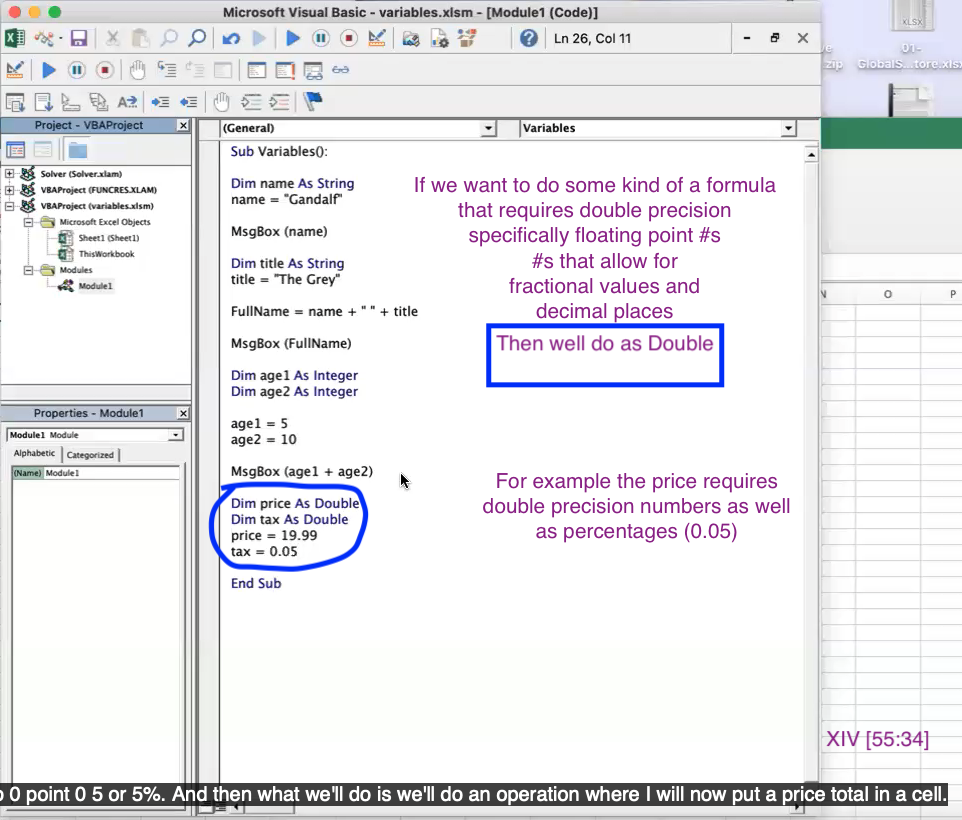 Microsoft Visual Basic - variables.xlsm - [Module1 (Code)]
Ln 26, Col 11
XLSX
01-
zip
GlobalS...tore.xlsx
Project - VBAProject
(General)
Variables
Solver (Solver.xlam)
VBAProject (FUNCRES.XLAM)
VBAProject (variables.xlsm)
Microsoft Excel Objects
Sheet1 (Sheet1)
ThisWorkbook
Modules
Module1
Properties - Module1
Module1 Module
Alphabetic
Categorized
(Name) Module1
Sub Variables():
Dim name As String
name = "Gandalf"
MsgBox (name)
Dim title As String
title = "The Grey"
FullName = name + " " + title
MsgBox (FullName)
Dim age1 As Integer
Dim age2 As Integer
age1 = 5
age2 = 10
MsgBox (age1 + age2)
Dim price As Double
Dim tax As Double
price = 19.99
tax = 0.05
End Sub
If we want to do some kind of a formula
that requires double precision
specifically floating point #s
#s that allow for
fractional values and
decimal places
Then well do as Double
For example the price requires
double precision numbers as well
as percentages (0.05)
N
O
P
XIV [55:34]
0 point 0 5 or 5%. And then what we'll do is we'll do an operation where I will now put a price total in a cell.